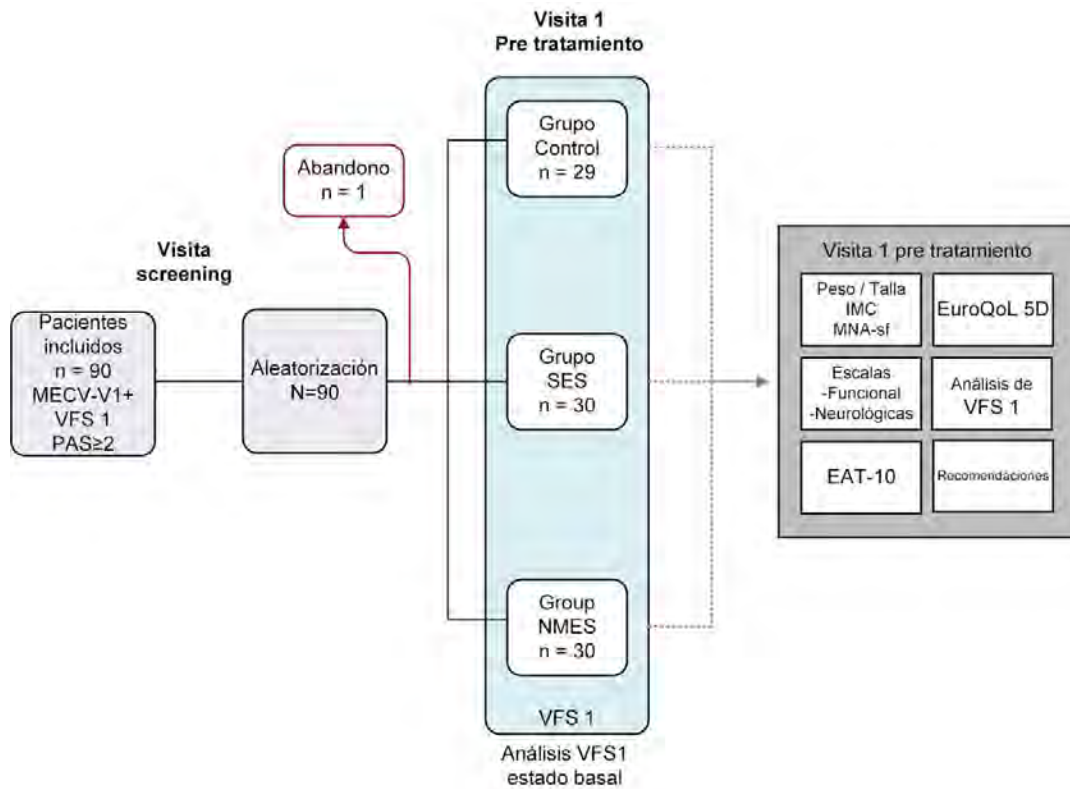 Visita 1
Pre tratamiento
Grupo
Control
n = 29
Abandono
n = 1
Visita
screening
Pacientes
incluidos
n = 90
MECV-V1+
VFS 1
PAS≥2
Aleatorización
N=90
Grupo
SES
n = 30
Group
NMES
n = 30
VFS 1
Análisis VFS1
estado basal
Visita 1 pre tratamiento
Peso / Talla
IMC
MNA-sf
EuroQoL 5D
Escalas
-Funcional
-Neurológicas
Análisis de
VFS 1
EAT-10
Recomendaciones